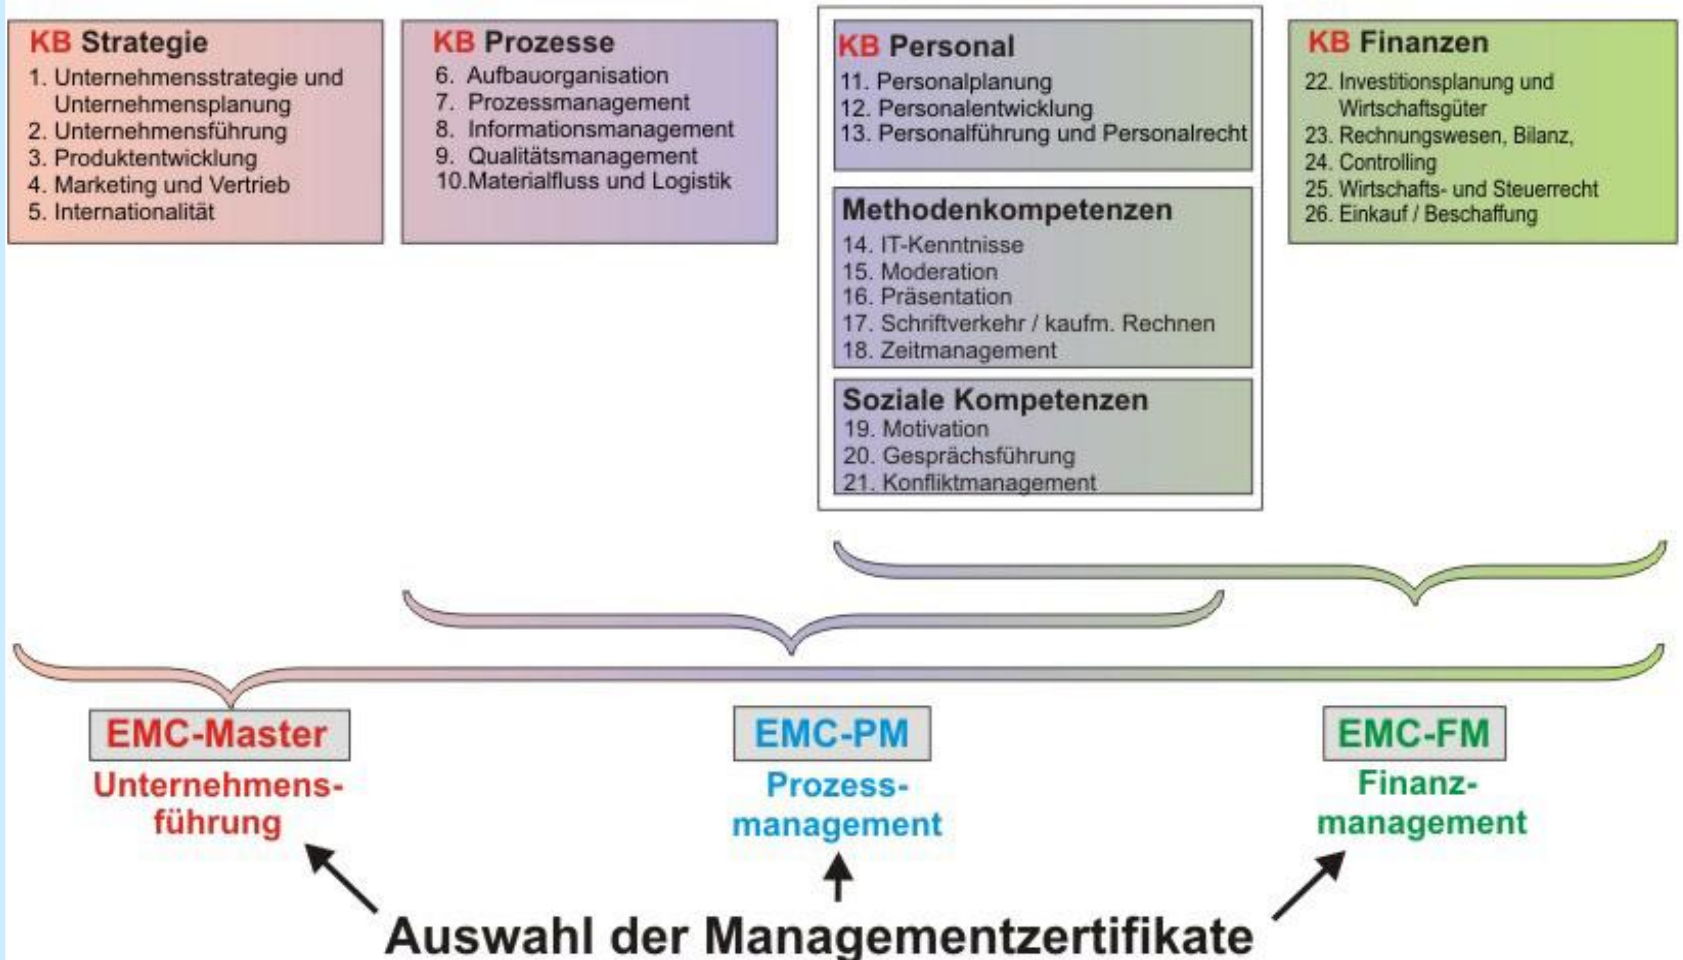 KB Strategie
1. Unternehmensstrategie und
Unternehmensplanung
2. Unternehmensführung
3. Produktentwicklung
4. Marketing und Vertrieb
5. Internationalität
KB Prozesse
6. Aufbauorganisation
7. Prozessmanagement
8. Informationsmanagement
9. Qualitätsmanagement
10.Materialfluss und Logistik
KB Personal
11. Personalplanung
12. Personalentwicklung
13. Personalführung und Personalrecht
Methodenkompetenzen
14. IT-Kenntnisse
15. Moderation
16. Präsentation
17. Schriftverkehr / kaufm. Rechnen
18. Zeitmanagement
Soziale Kompetenzen
19. Motivation
20. Gesprächsführung
21. Konfliktmanagement
KB Finanzen
22. Investitionsplanung und
Wirtschaftsgüter
23. Rechnungswesen, Bilanz,
24. Controlling
25. Wirtschafts- und Steuerrecht
26. Einkauf / Beschaffung
EMC-Master
Unternehmens-
führung
EMC-PM
Prozess-
management
EMC-FM
Finanz-
management
Auswahl der Managementzertifikate